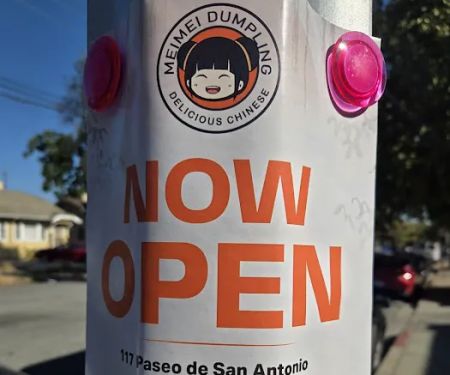 MEIMEI DUMPLING
DELICIOUS CHINESE
NOW
OPEN
117 Paseo de San Antonio